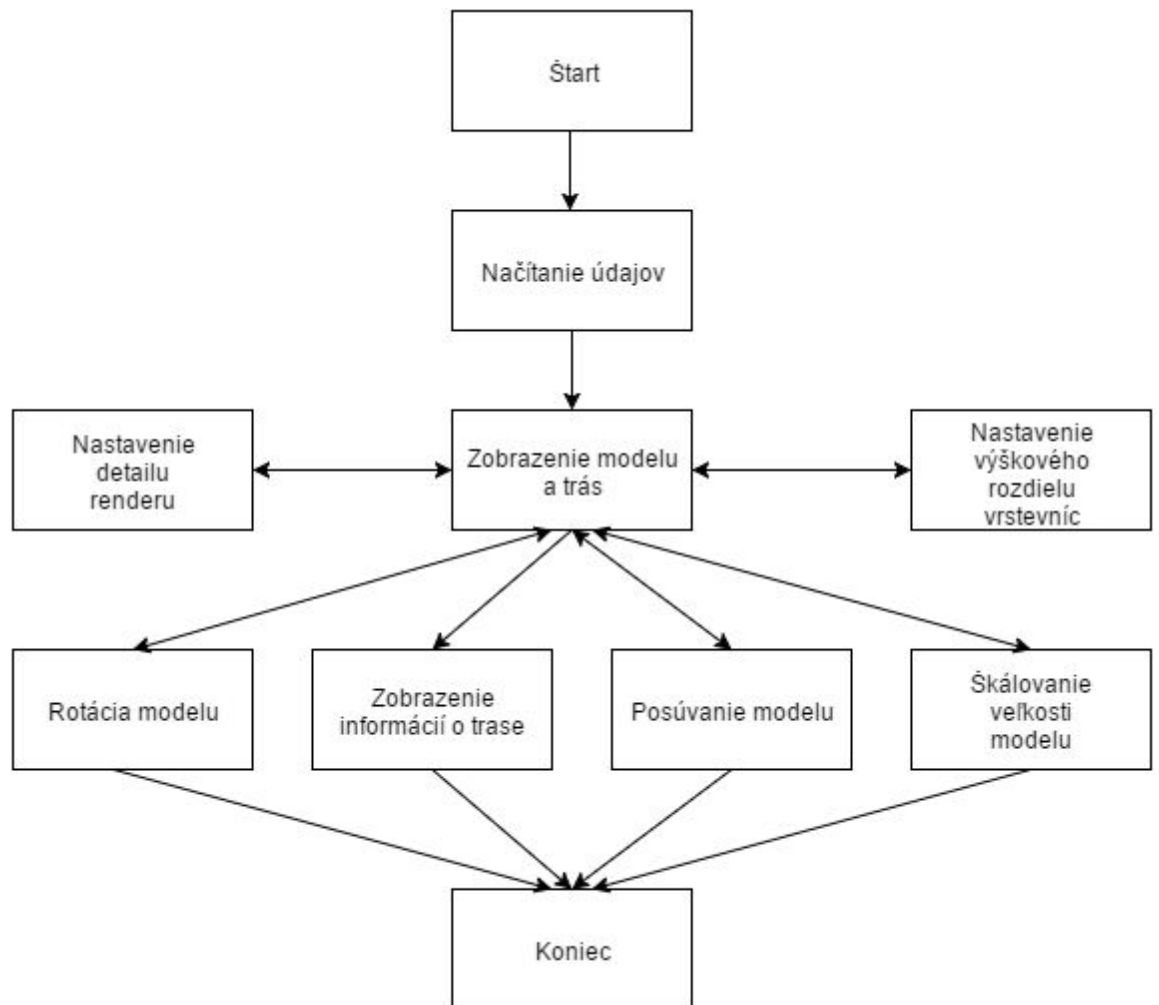 Štart
Načítanie údajov
Nastavenie
detailu
renderu
Zobrazenie modelu
a trás
Nastavenie
výškového
rozdielu
vrstevníc
Rotácia modelu
Zobrazenie
informácií o trase
Posúvanie modelu
Škálovanie
veľkosti
modelu
Koniec